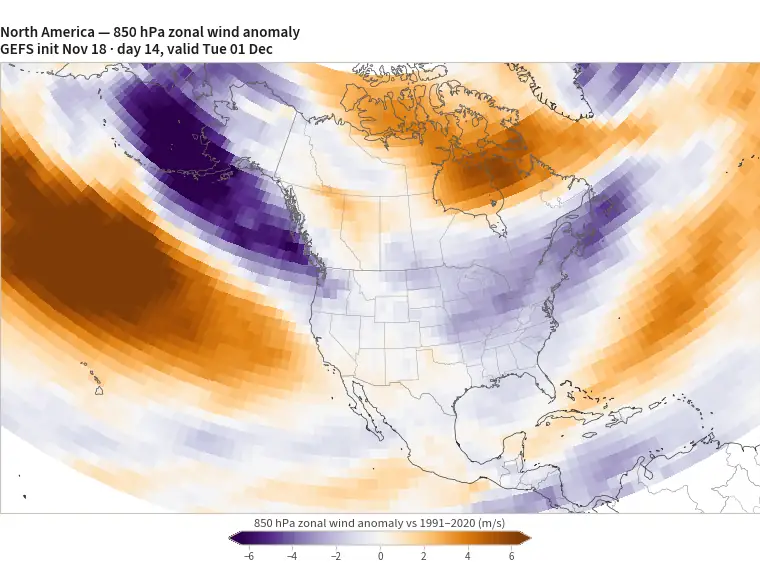 North America — 850 hPa zonal wind anomaly
GEFS init Nov 18 · day 14, valid Tue 01 Dec
850 hPa zonal wind anomaly vs 1991–2020 (m/s)
−6 −4 −2 0 2 4 6